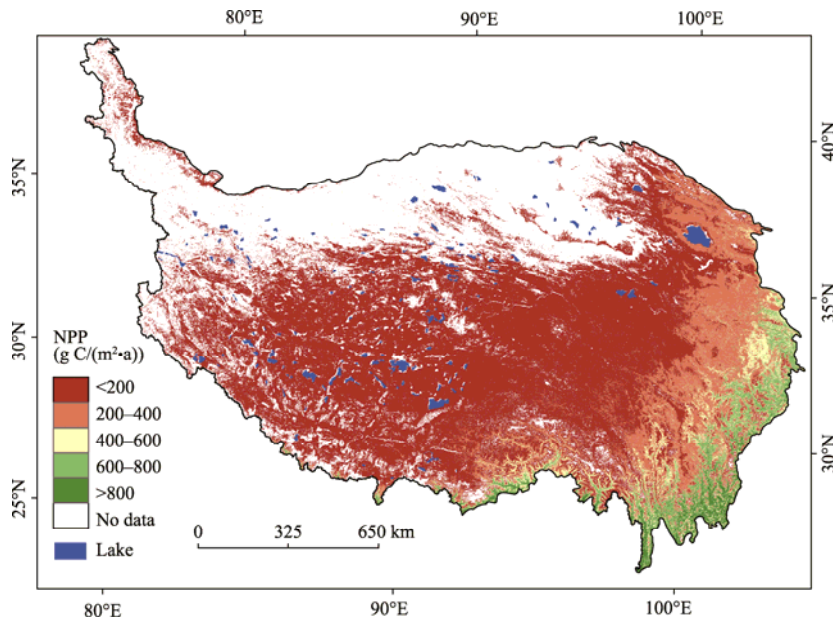 80°E 90°E 100°E
40°N
35°N
35°N
30°N
30°N
25°N
NPP
(g C/(m²•a))
<200
200–400
400–600
600–800
>800
No data
Lake
0 325 650 km
80°E 90°E 100°E